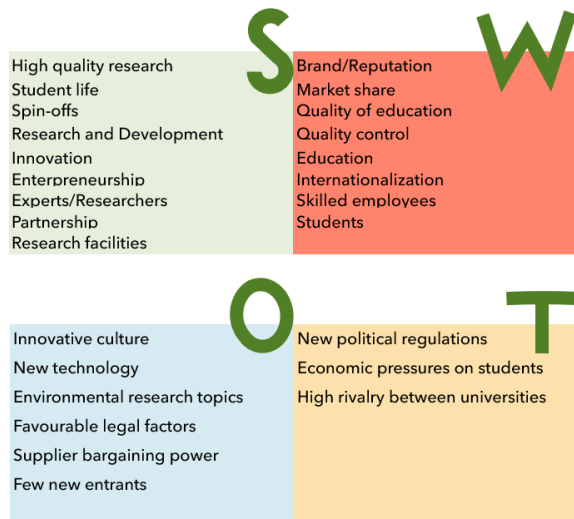 S
High quality research
Student life
Spin-offs
Research and Development
Innovation
Enterpreneurship
Experts/Researchers
Partnership
Research facilities
W
Brand/Reputation
Market share
Quality of education
Quality control
Education
Internationalization
Skilled employees
Students
O
Innovative culture
New technology
Environmental research topics
Favourable legal factors
Supplier bargaining power
Few new entrants
T
New political regulations
Economic pressures on students
High rivalry between universities